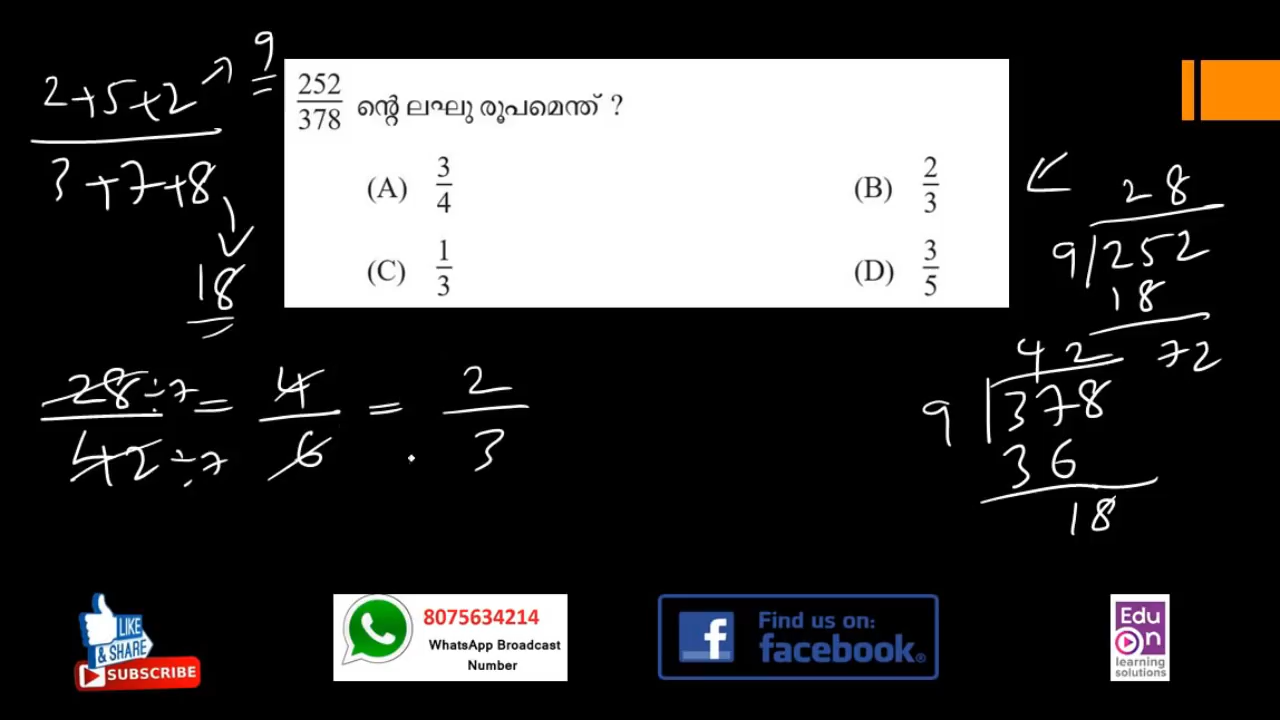 2+5+2 9
3+7+8
18
252
378 ന്റെ ലഘു രൂപമെന്ത് ?
(A) 3/4 (B) 2/3
(C) 1/3 (D) 3/5
28
9 252
18
72
42
9 378
36
18
28÷7 = 4 = 2
42÷7 6 3
LIKE
& SHARE
SUBSCRIBE
8075634214
WhatsApp Broadcast
Number
Find us on:
facebook®
Edu
On
learning
solutions